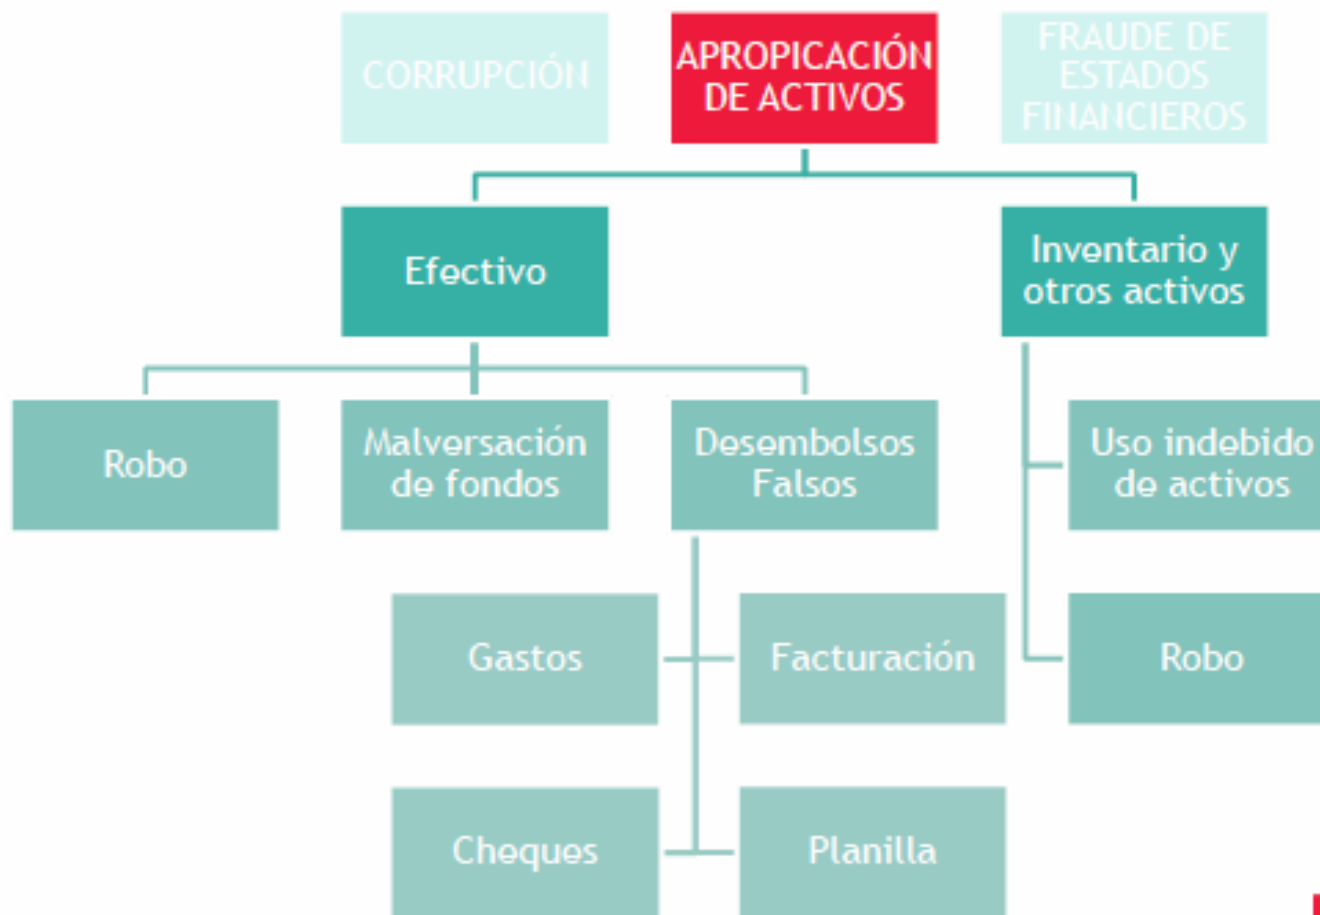 CORRUPCIÓN
APROPICACIÓN
DE ACTIVOS
FRAUDE DE
ESTADOS
FINANCIEROS
Efectivo
Inventario y
otros activos
Robo
Malversación
de fondos
Desembolsos
Falsos
Uso indebido
de activos
Gastos
Facturación
Robo
Cheques
Planilla